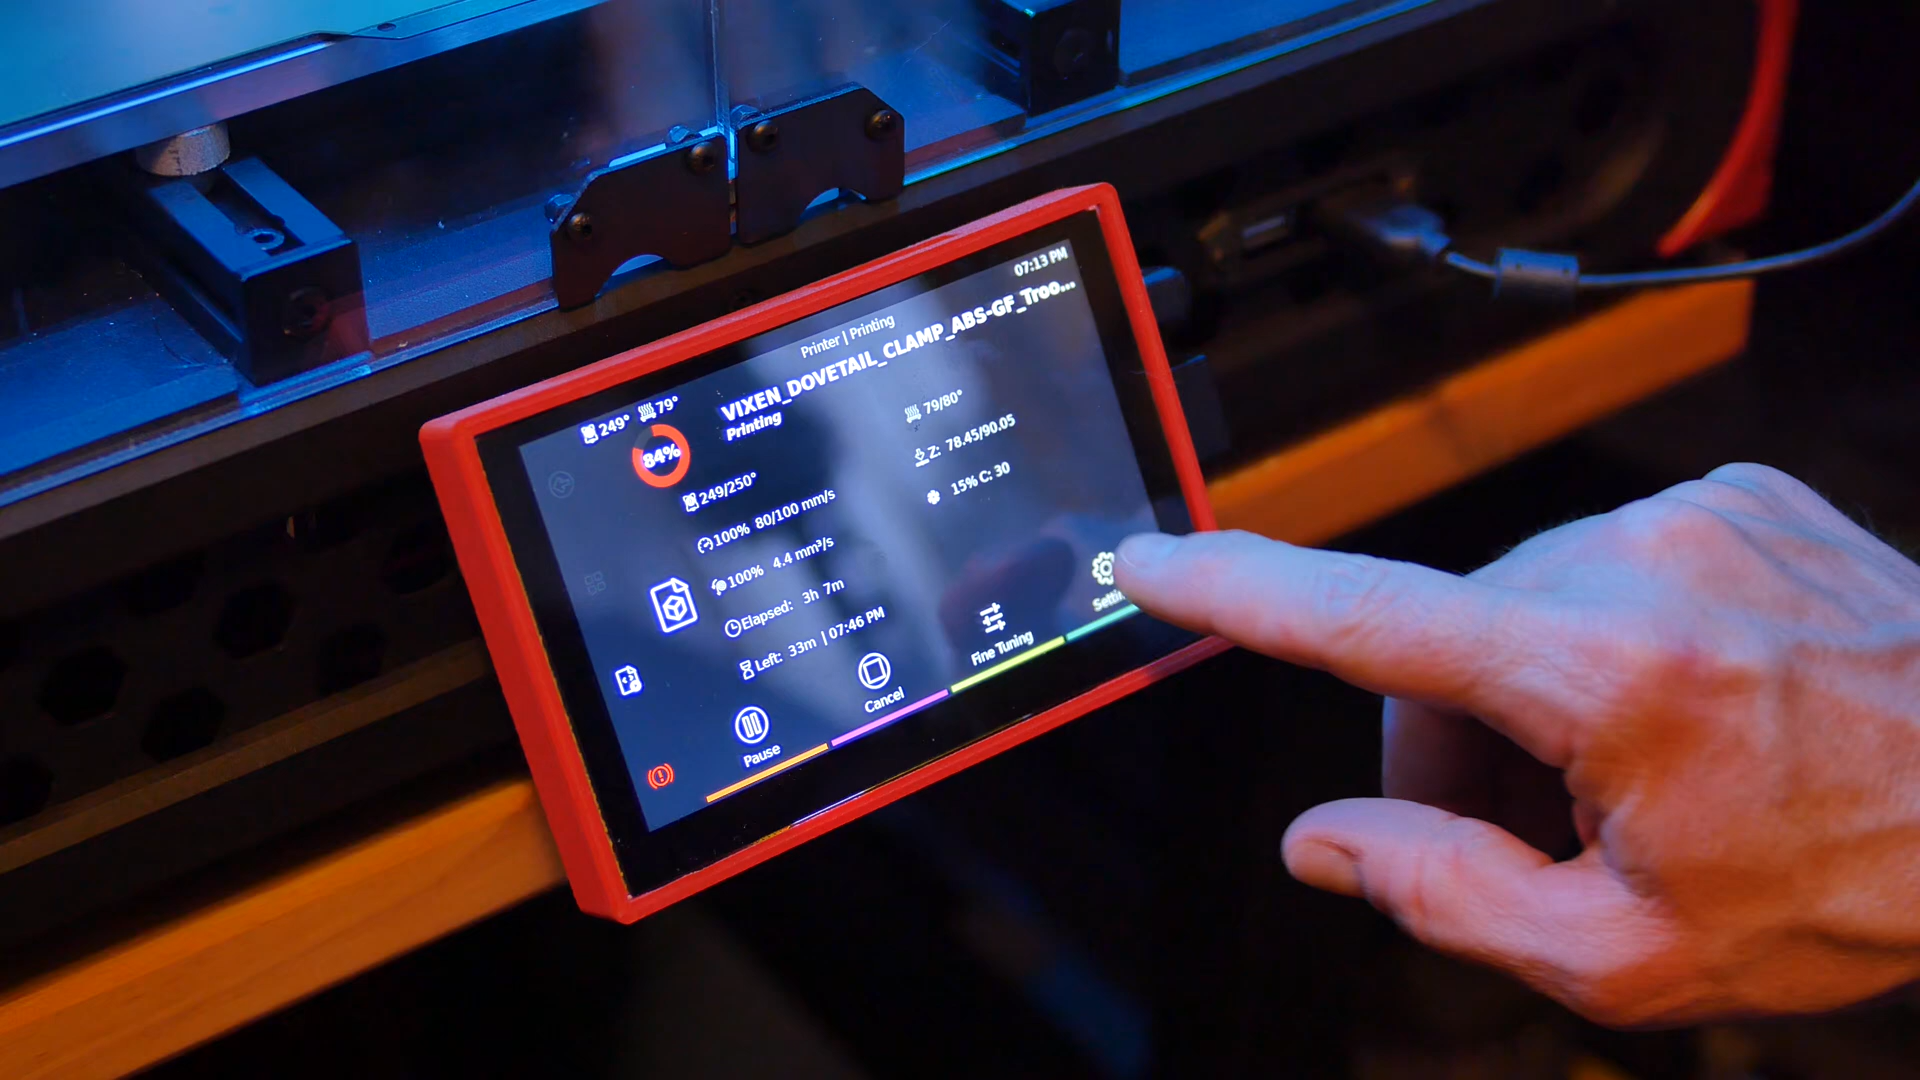 07:13 PM
Printer | Printing
249° 79°
VIXEN_DOVETAIL_CLAMP_ABS-GF_Troo...
Printing
84%
249/250° 79/80°
100% 80/100 mm/s Z: 78.45/90.05
100% 4.4 mm³/s 15% C: 30
Elapsed: 3h 7m
Left: 33m | 07:46 PM
Pause
Cancel
Fine Tuning